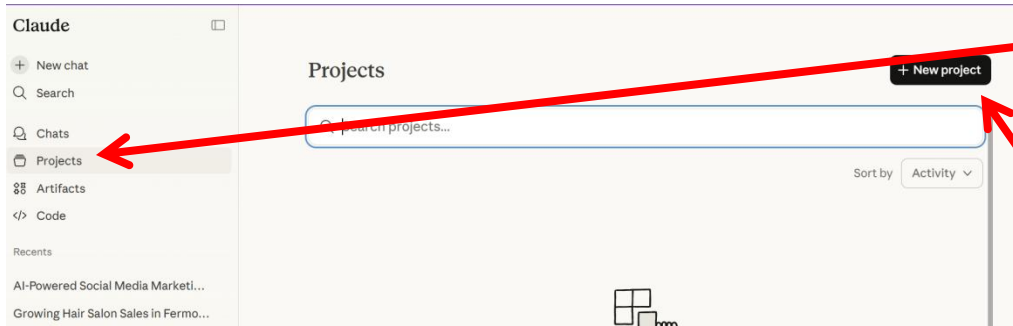 Claude
New chat
Search
Chats
Projects
Artifacts
Code
Recents
AI-Powered Social Media Marketi...
Growing Hair Salon Sales in Fermo...
Projects
+ New project
Search projects...
Sort by Activity